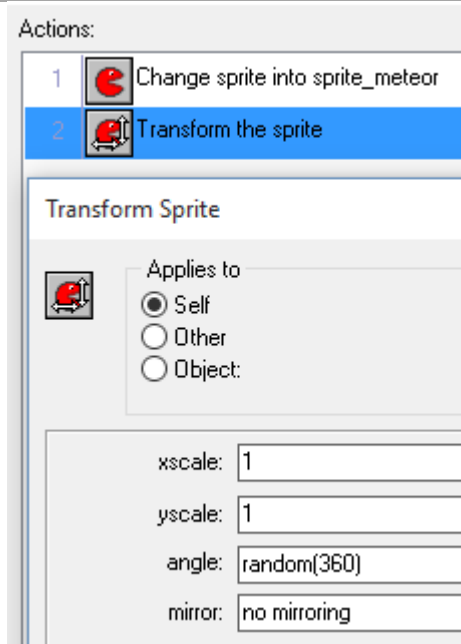 Actions:
1 Change sprite into sprite_meteor
2 Transform the sprite
Transform Sprite
Applies to
Self
Other
Object:
xscale: 1
yscale: 1
angle: random(360)
mirror: no mirroring